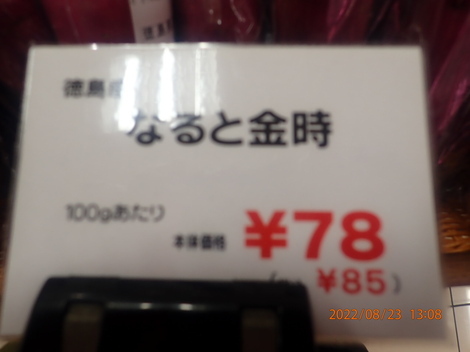 徳島
なると金時
100gあたり
本体価格 ¥78
¥85)
2022/08/23 13:08